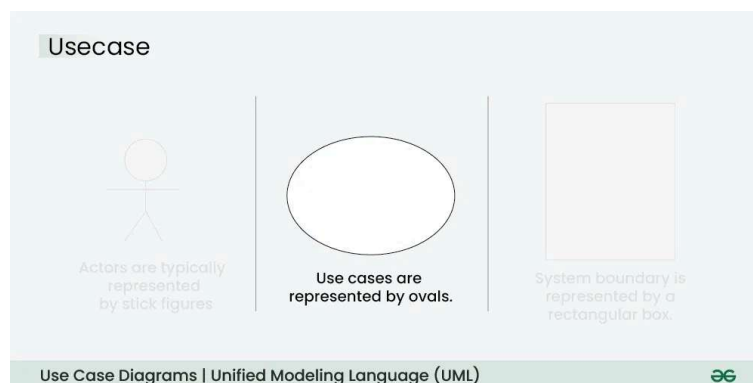 Usecase
Actors are typically
represented
by stick figures
Use cases are
represented by ovals.
System boundary is
represented by a
rectangular box.
Use Case Diagrams | Unified Modeling Language (UML)